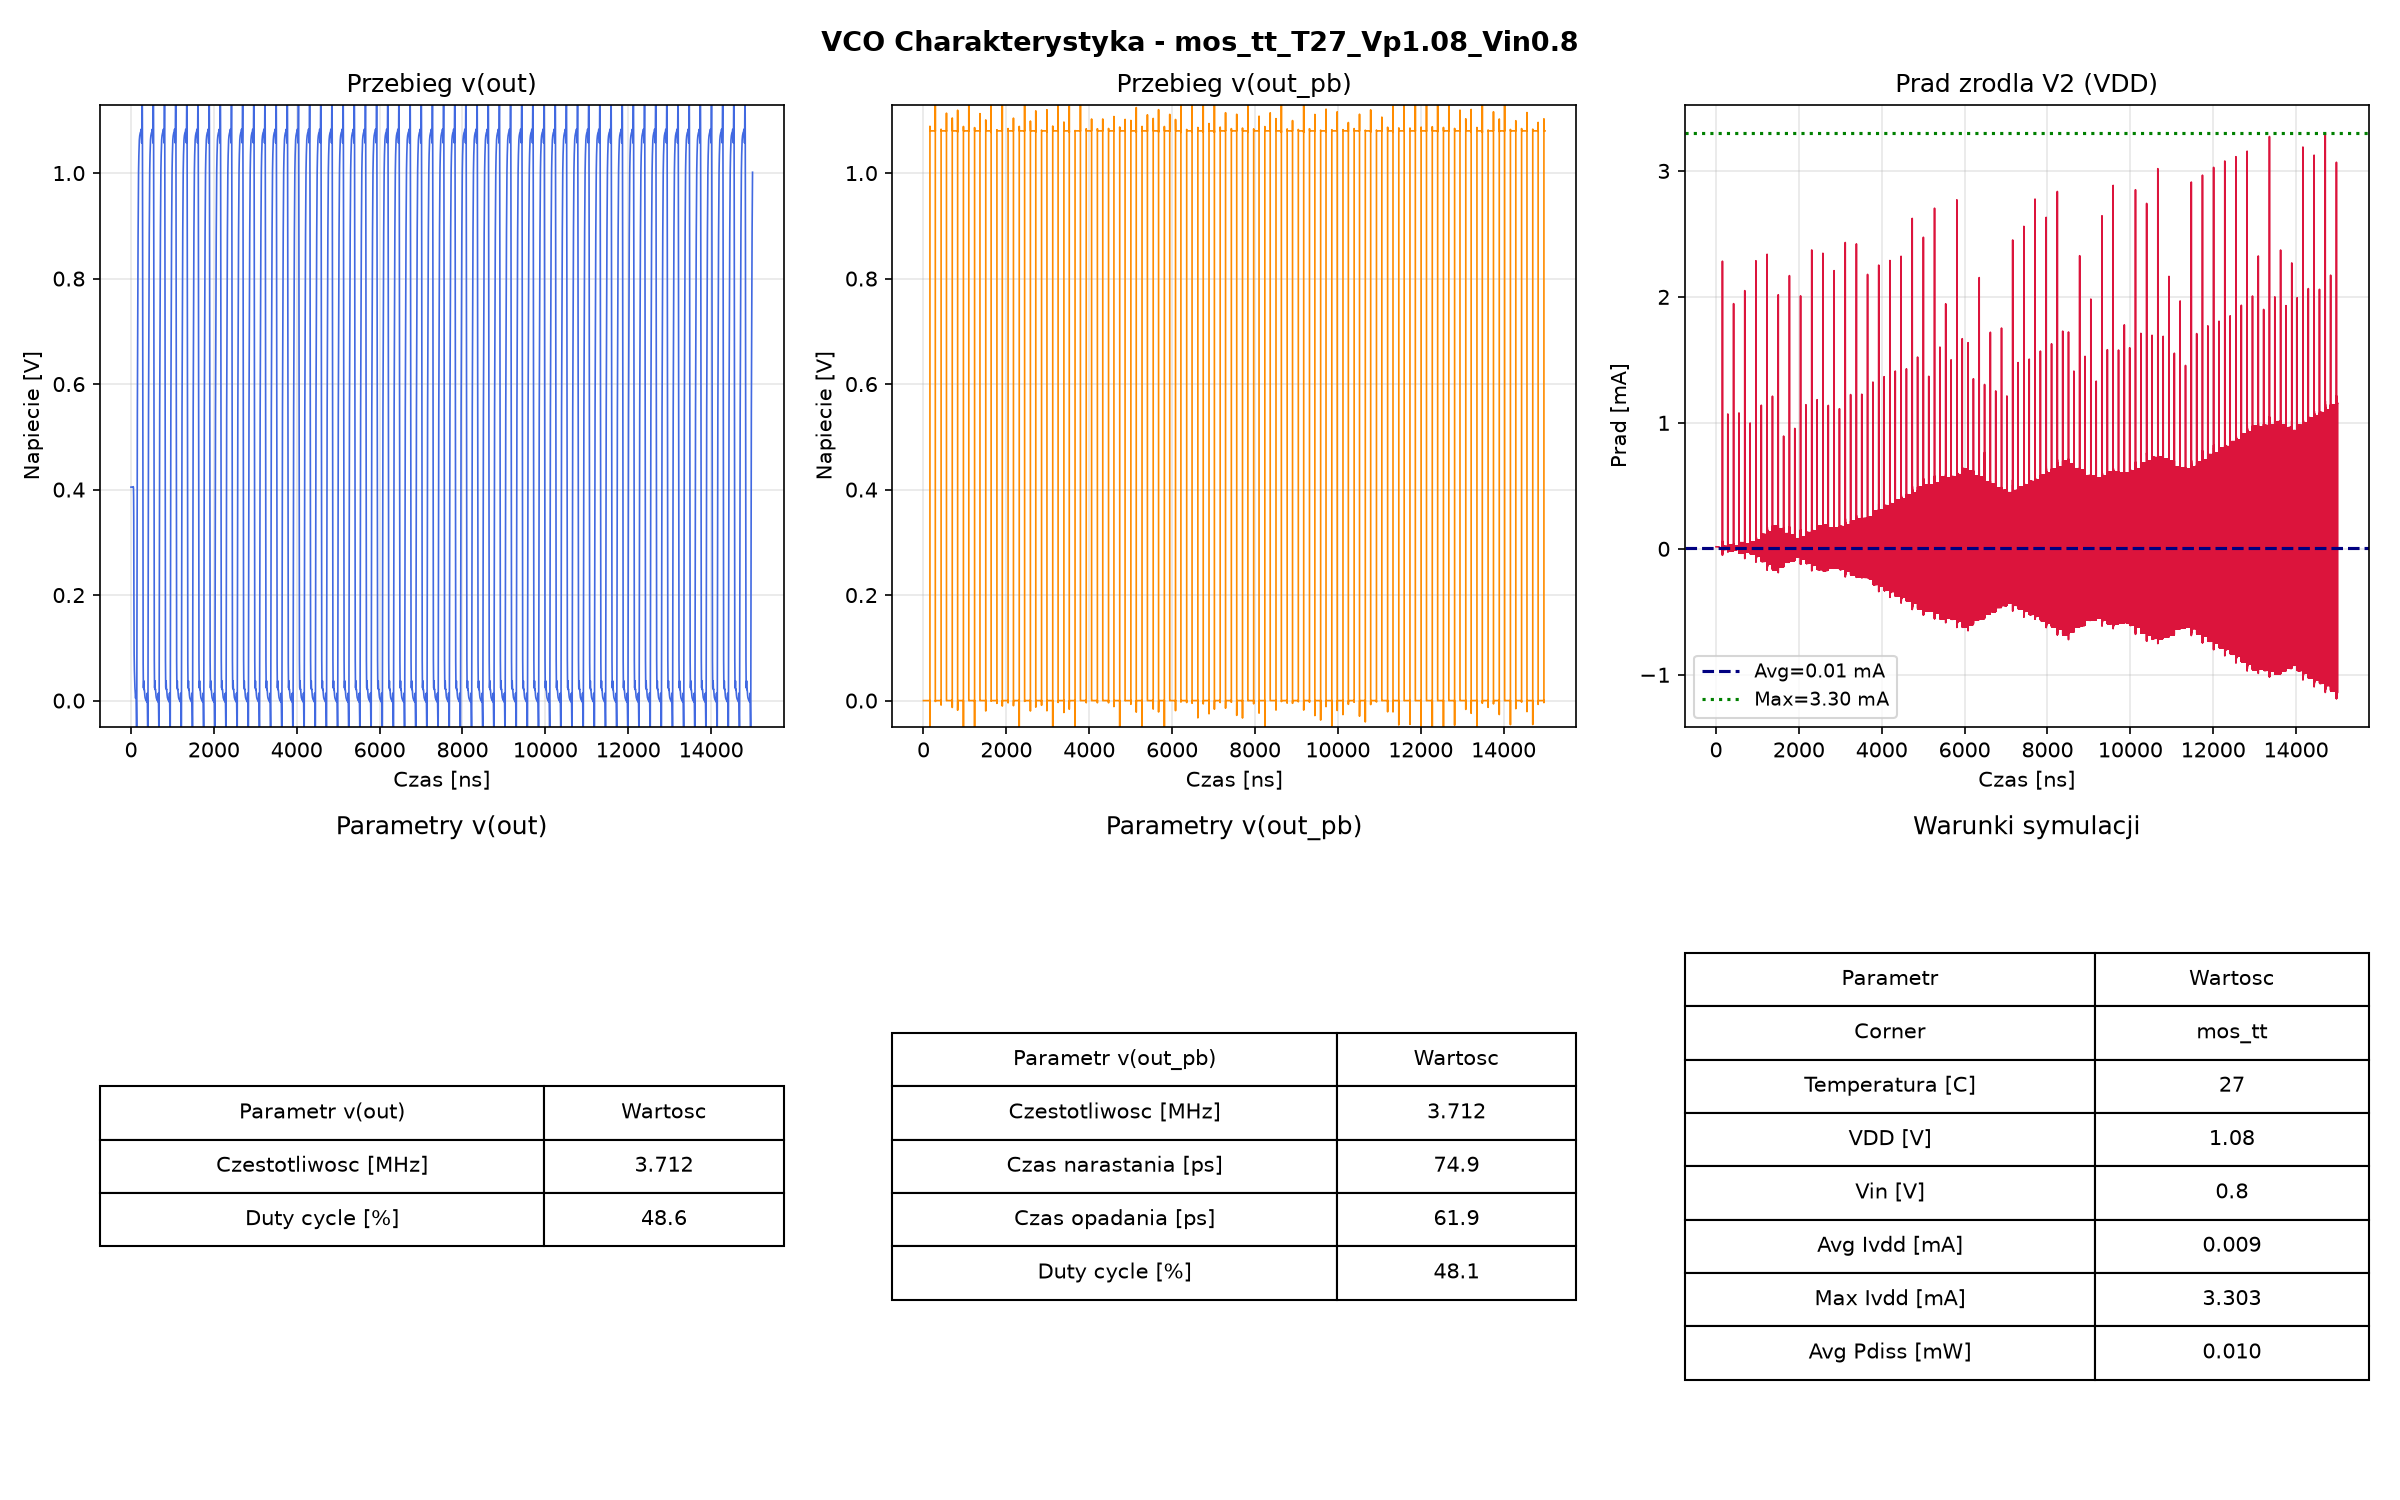 VCO Charakterystyka - mos_tt_T27_Vp1.08_Vin0.8
Przebieg v(out)
Napiecie [V]
1.0
0.8
0.6
0.4
0.2
0.0
0 2000 4000 6000 8000 10000 12000 14000
Czas [ns]
Przebieg v(out_pb)
Napiecie [V]
1.0
0.8
0.6
0.4
0.2
0.0
0 2000 4000 6000 8000 10000 12000 14000
Czas [ns]
Prad zrodla V2 (VDD)
Prad [mA]
3
2
1
0
−1
Avg=0.01 mA
Max=3.30 mA
0 2000 4000 6000 8000 10000 12000 14000
Czas [ns]
Parametry v(out)
Parametr v(out) Wartosc
Czestotliwosc [MHz] 3.712
Duty cycle [%] 48.6
Parametry v(out_pb)
Parametr v(out_pb) Wartosc
Czestotliwosc [MHz] 3.712
Czas narastania [ps] 74.9
Czas opadania [ps] 61.9
Duty cycle [%] 48.1
Warunki symulacji
Parametr Wartosc
Corner mos_tt
Temperatura [C] 27
VDD [V] 1.08
Vin [V] 0.8
Avg Ivdd [mA] 0.009
Max Ivdd [mA] 3.303
Avg Pdiss [mW] 0.010